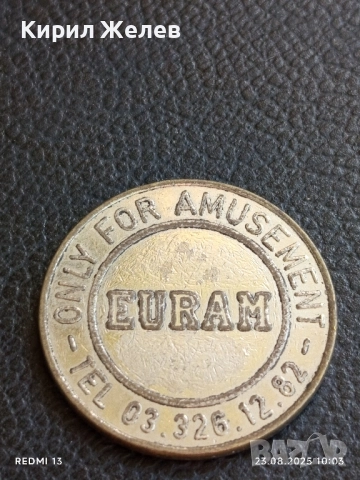 Кирил Желев
- ONLY FOR AMUSEMENT -
EURAM
TEL 03.326.12.62
REDMI 13
23.08.2025 10:03